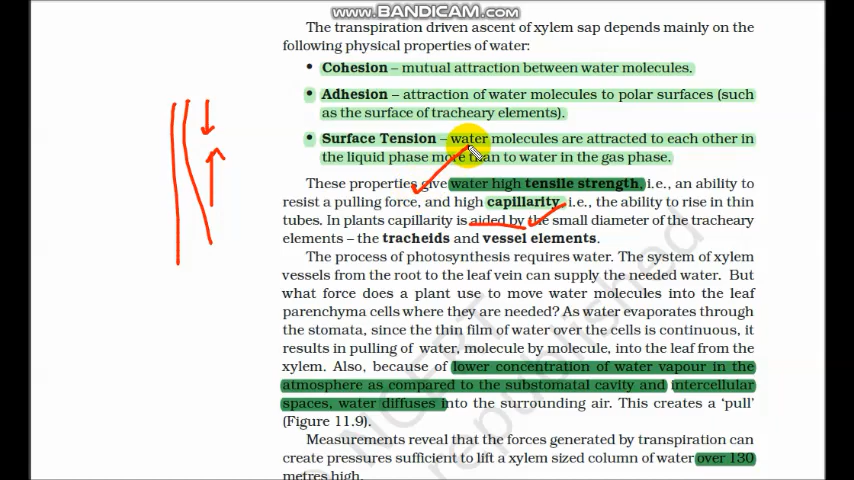 www.BANDICAM.com
The transpiration driven ascent of xylem sap depends mainly on the
following physical properties of water:
• Cohesion – mutual attraction between water molecules.
• Adhesion – attraction of water molecules to polar surfaces (such
as the surface of tracheary elements).
• Surface Tension – water molecules are attracted to each other in
the liquid phase more than to water in the gas phase.
These properties give water high tensile strength, i.e., an ability to
resist a pulling force, and high capillarity, i.e., the ability to rise in thin
tubes. In plants capillarity is aided by the small diameter of the tracheary
elements – the tracheids and vessel elements.
The process of photosynthesis requires water. The system of xylem
vessels from the root to the leaf vein can supply the needed water. But
what force does a plant use to move water molecules into the leaf
parenchyma cells where they are needed? As water evaporates through
the stomata, since the thin film of water over the cells is continuous, it
results in pulling of water, molecule by molecule, into the leaf from the
xylem. Also, because of lower concentration of water vapour in the
atmosphere as compared to the substomatal cavity and intercellular
spaces, water diffuses into the surrounding air. This creates a 'pull'
(Figure 11.9).
Measurements reveal that the forces generated by transpiration can
create pressures sufficient to lift a xylem sized column of water over 130
metres high.
© NCERT
republished